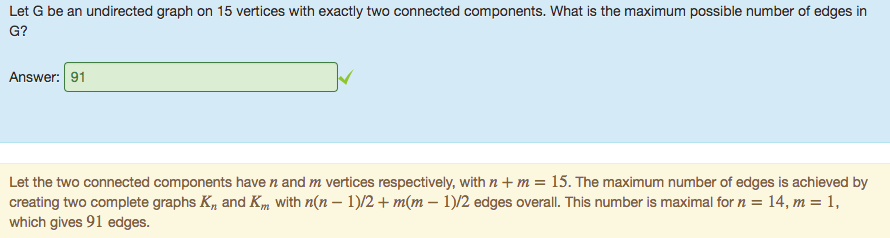 Let G be an undirected graph on 15 vertices with exactly two connected components. What is the maximum possible number of edges in
G?
Answer: 91
Let the two connected components have n and m vertices respectively, with n + m = 15. The maximum number of edges is achieved by
creating two complete graphs Kₙ and Kₘ with n(n − 1)/2 + m(m − 1)/2 edges overall. This number is maximal for n = 14, m = 1,
which gives 91 edges.